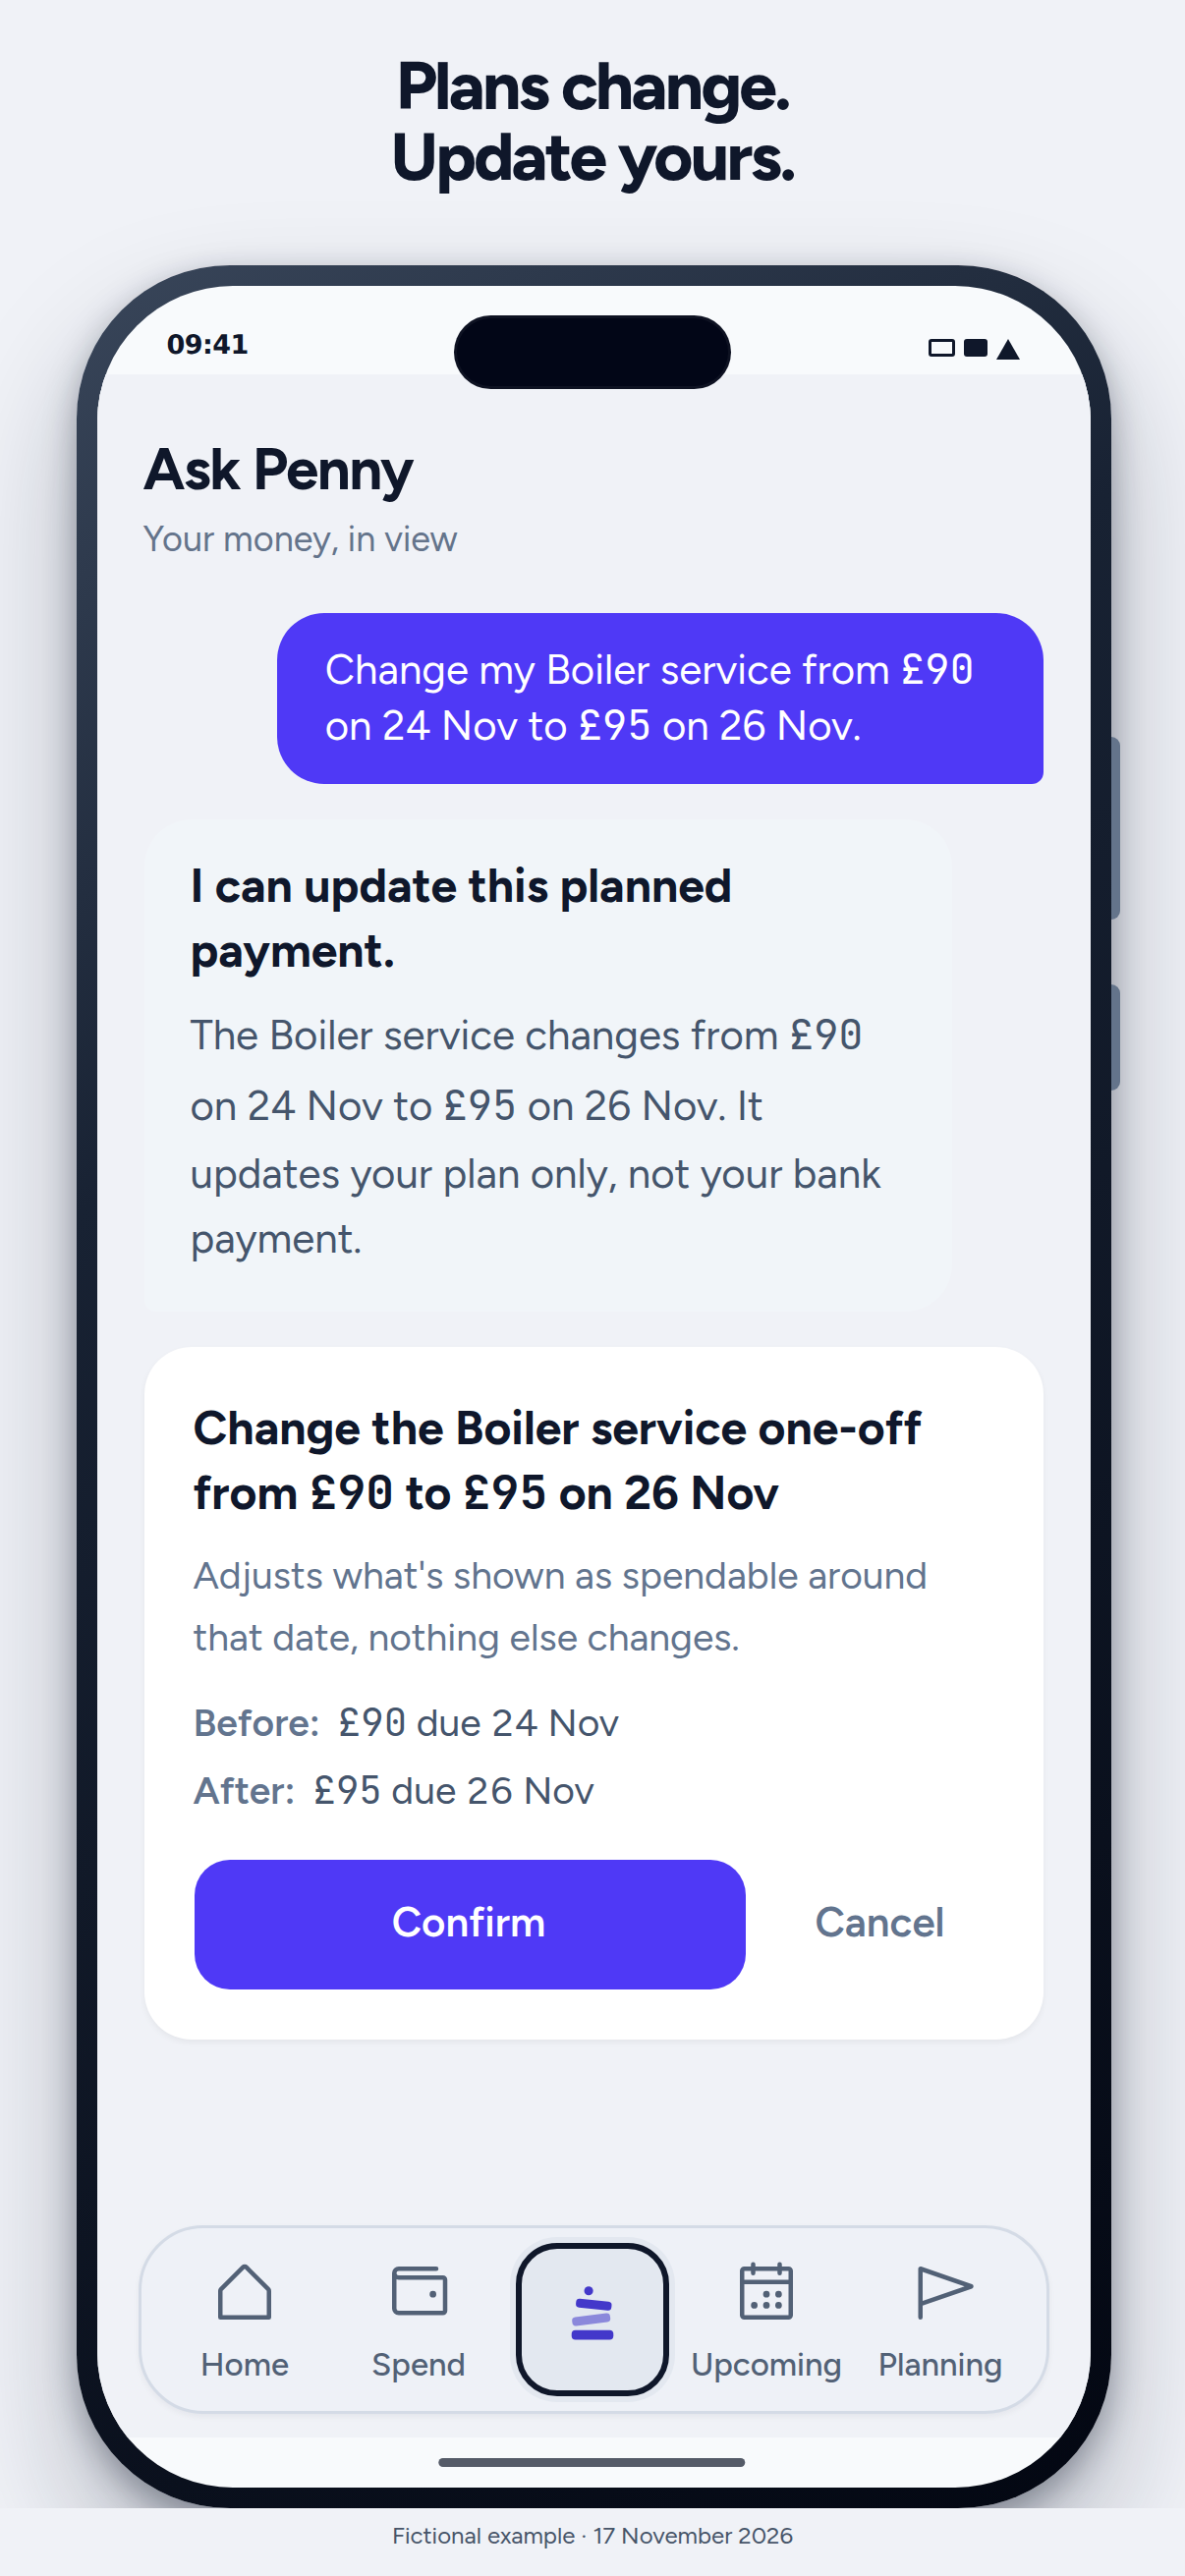 Plans change.
Update yours.
09:41
Ask Penny
Your money, in view
Change my Boiler service from £90
on 24 Nov to £95 on 26 Nov.
I can update this planned
payment.
The Boiler service changes from £90
on 24 Nov to £95 on 26 Nov. It
updates your plan only, not your bank
payment.
Change the Boiler service one-off
from £90 to £95 on 26 Nov
Adjusts what's shown as spendable around
that date, nothing else changes.
Before: £90 due 24 Nov
After: £95 due 26 Nov
Confirm Cancel
Home Spend Upcoming Planning
Fictional example · 17 November 2026